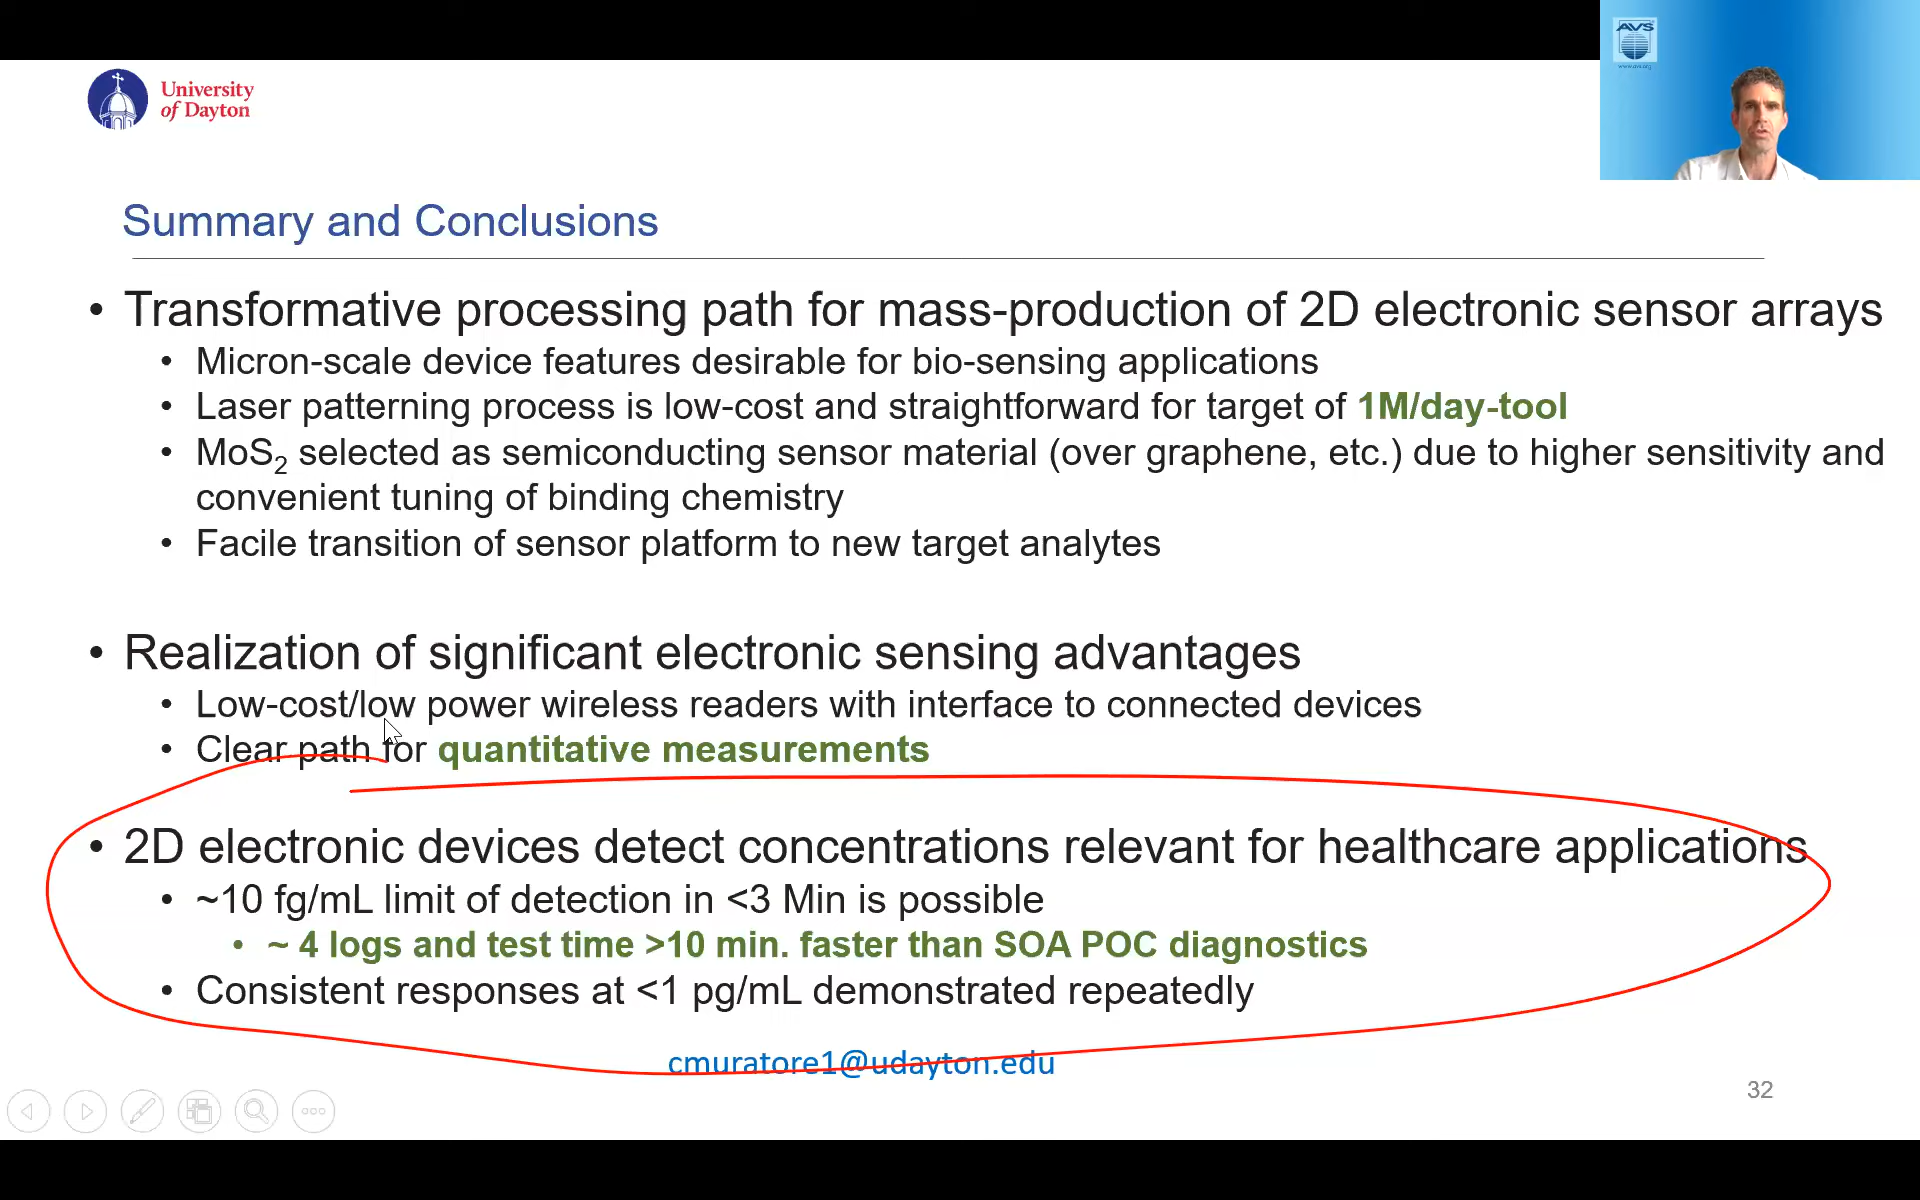 AVS
www.avs.org
University
of Dayton
Summary and Conclusions
• Transformative processing path for mass-production of 2D electronic sensor arrays
• Micron-scale device features desirable for bio-sensing applications
• Laser patterning process is low-cost and straightforward for target of 1M/day-tool
• MoS₂ selected as semiconducting sensor material (over graphene, etc.) due to higher sensitivity and
convenient tuning of binding chemistry
• Facile transition of sensor platform to new target analytes
• Realization of significant electronic sensing advantages
• Low-cost/low power wireless readers with interface to connected devices
• Clear path for quantitative measurements
• 2D electronic devices detect concentrations relevant for healthcare applications
• ~10 fg/mL limit of detection in <3 Min is possible
• ~ 4 logs and test time >10 min. faster than SOA POC diagnostics
• Consistent responses at <1 pg/mL demonstrated repeatedly
cmuratore1@udayton.edu
32